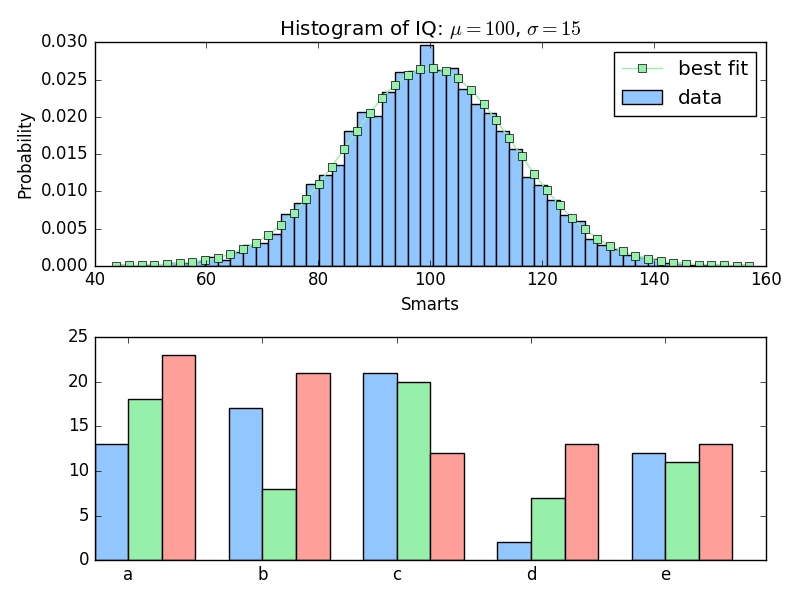 Histogram of IQ: μ = 100, σ = 15
0.030
0.025
0.020
0.015
0.010
0.005
0.000
Probability
best fit
data
40 60 80 100 120 140 160
Smarts
25
20
15
10
5
0
a b c d e